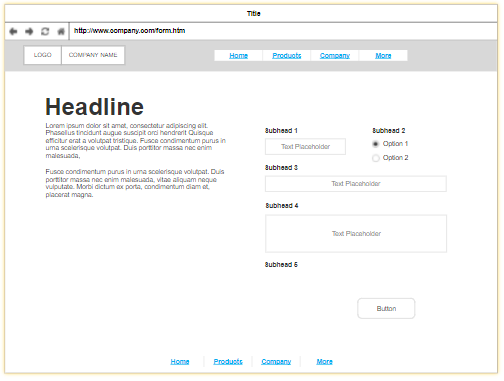 Title
http://www.company.com/form.htm
LOGO COMPANY NAME Home Products Company More
Headline
Lorem ipsum dolor sit amet, consectetur adipiscing elit.
Phasellus tincidunt augue suscipit orci hendrerit Quisque
efficitur erat a volutpat tristique. Fusce condimentum purus in
urna scelerisque volutpat. Duis porttitor massa nec enim
malesuada,
Fusce condimentum purus in urna scelerisque volutpat. Duis
porttitor massa nec enim malesuada, vitae aliquam neque
vulputate. Morbi dictum ex porta, condimentum diam et,
placerat magna.
Subhead 1 Subhead 2
Text Placeholder Option 1
Option 2
Subhead 3
Text Placeholder
Subhead 4
Text Placeholder
Subhead 5
Button
Home Products Company More